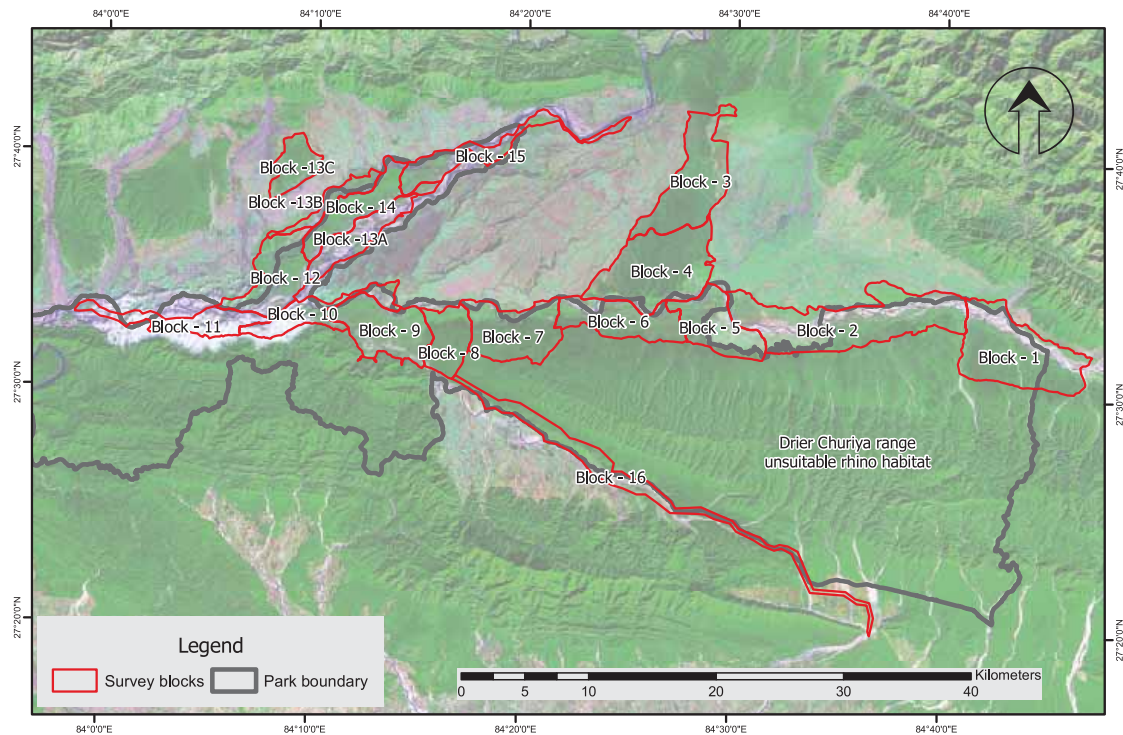 84°0'0"E 84°10'0"E 84°20'0"E 84°30'0"E 84°40'0"E
27°40'0"N
27°40'0"N
Block - 15
Block -13C
Block - 3
Block -13B
Block - 14
Block -13A
Block - 4
Block - 12
Block - 10
Block - 11
Block - 9
Block - 8
Block - 7
Block - 6
Block - 5
Block - 2
Block - 1
27°30'0"N
27°30'0"N
Drier Churiya range
unsuitable rhino habitat
Block - 16
27°20'0"N
27°20'0"N
Legend
Survey blocks
Park boundary
Kilometers
0 5 10 20 30 40
84°0'0"E 84°10'0"E 84°20'0"E 84°30'0"E 84°40'0"E